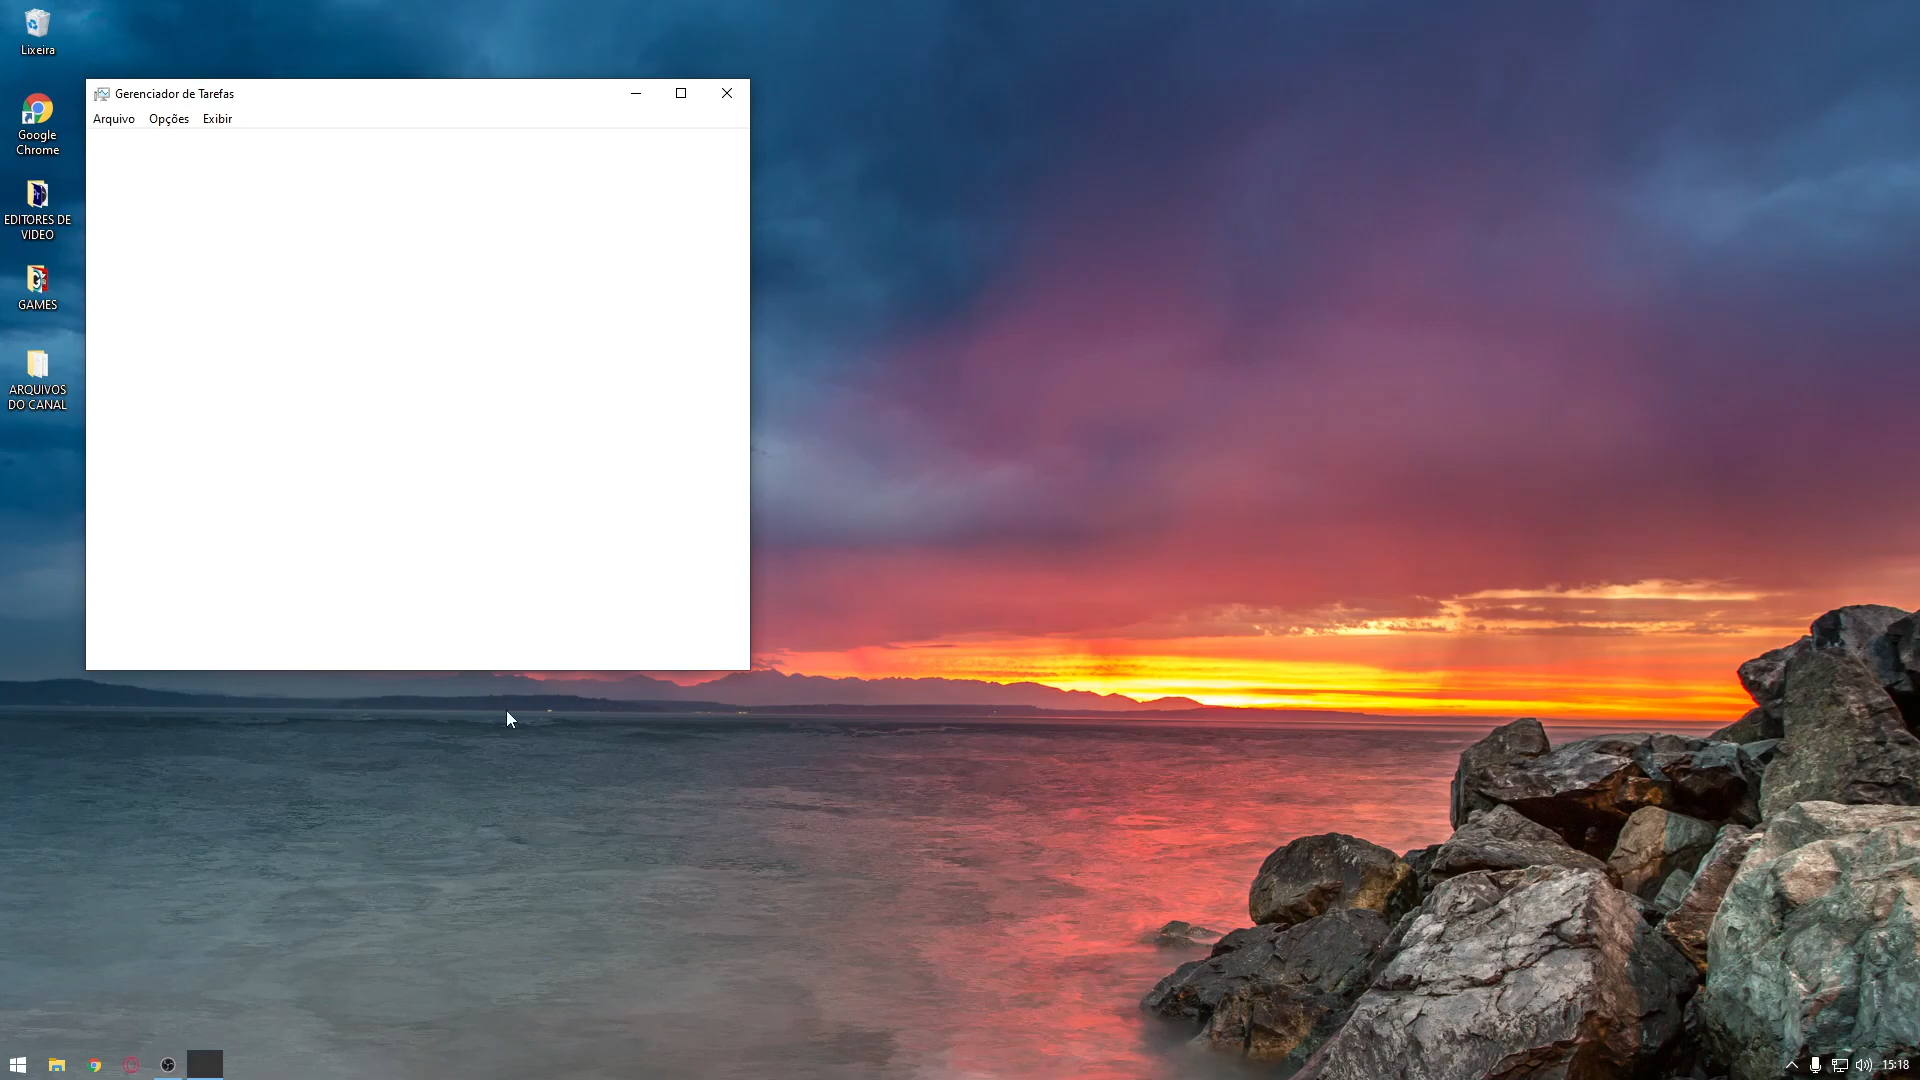 Lixeira
Google
Chrome
EDITORES DE
VIDEO
GAMES
ARQUIVOS
DO CANAL
Gerenciador de Tarefas
Arquivo Opções Exibir
15:18